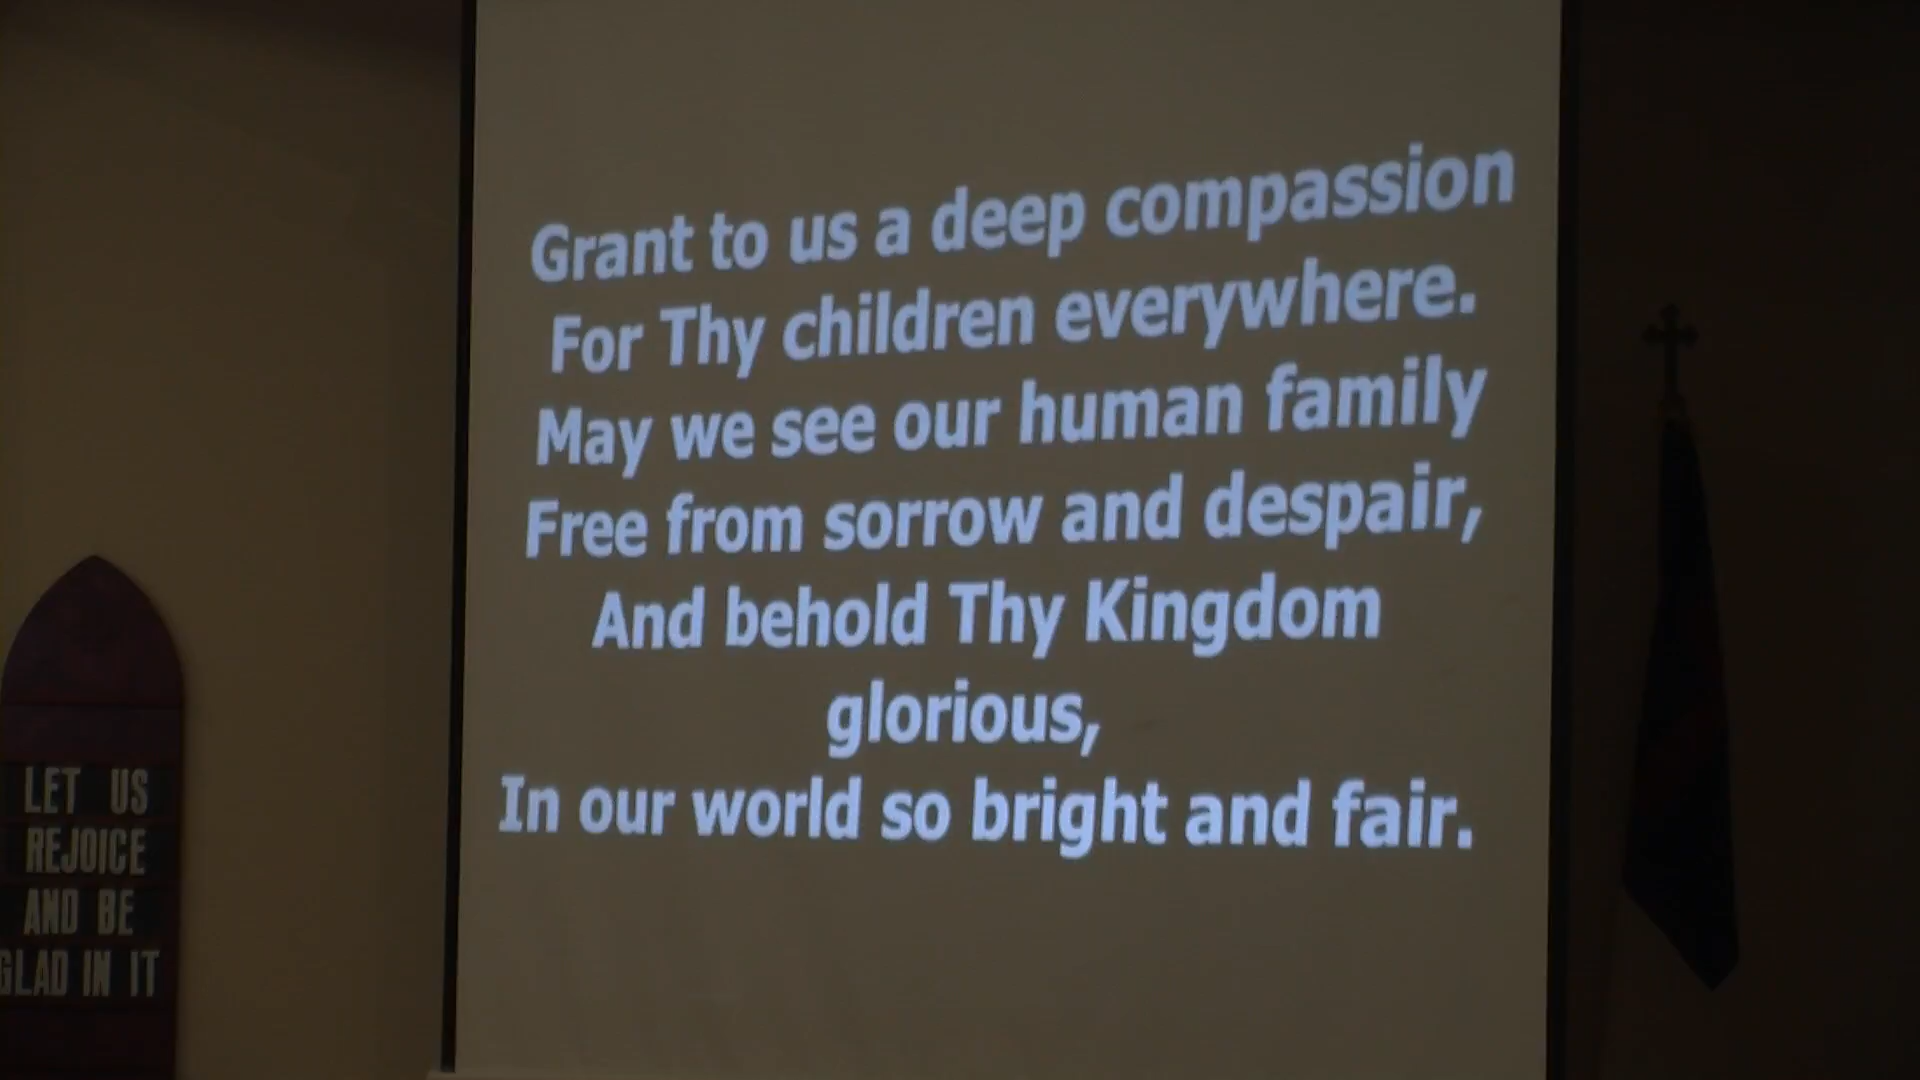 Grant to us a deep compassion
For Thy children everywhere.
May we see our human family
Free from sorrow and despair,
And behold Thy Kingdom
glorious,
In our world so bright and fair.
LET US
REJOICE
AND BE
GLAD IN IT